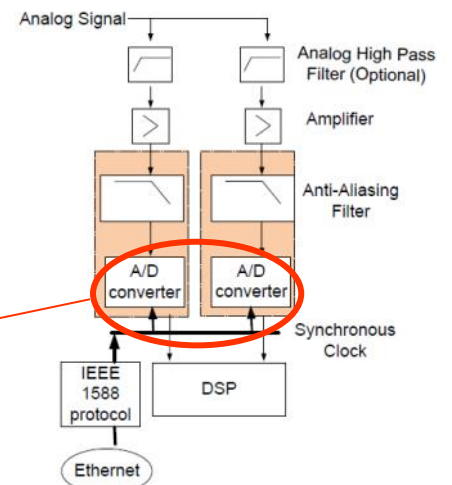 Analog Signal
Analog High Pass
Filter (Optional)
Amplifier
Anti-Aliasing
Filter
A/D
converter
A/D
converter
Synchronous
Clock
IEEE
1588
protocol
DSP
Ethernet